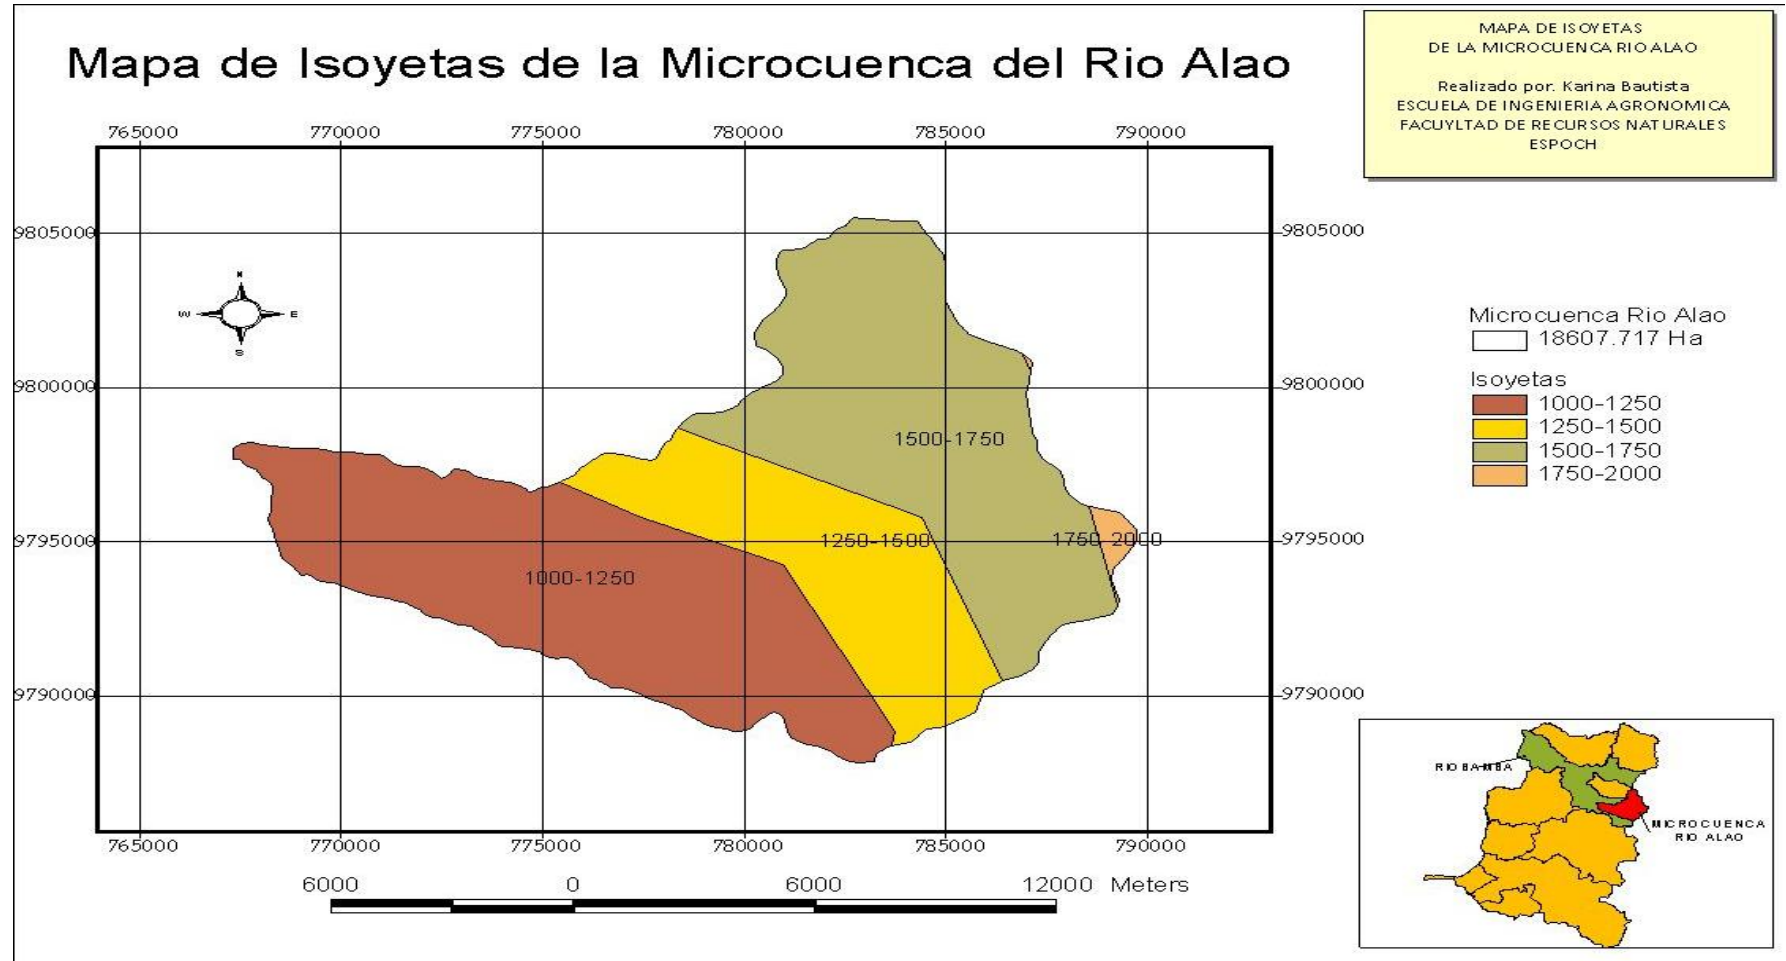 Mapa de Isoyetas de la Microcuenca del Rio Alao
MAPA DE ISOYETAS
DE LA MICROCUENCA RIO ALAO
Realizado por. Karina Bautista
ESCUELA DE INGENIERIA AGRONOMICA
FACUYLTAD DE RECURSOS NATURALES
ESPOCH
765000 770000 775000 780000 785000 790000
9805000 9805000
N
W E
S
9800000 9800000
1500-1750
9795000 1250-1500 1750-2000 9795000
1000-1250
9790000 9790000
765000 770000 775000 780000 785000 790000
6000 0 6000 12000 Meters
Microcuenca Rio Alao
18607.717 Ha
Isoyetas
1000-1250
1250-1500
1500-1750
1750-2000
RIOBAMBA
MICROCUENCA
RIO ALAO